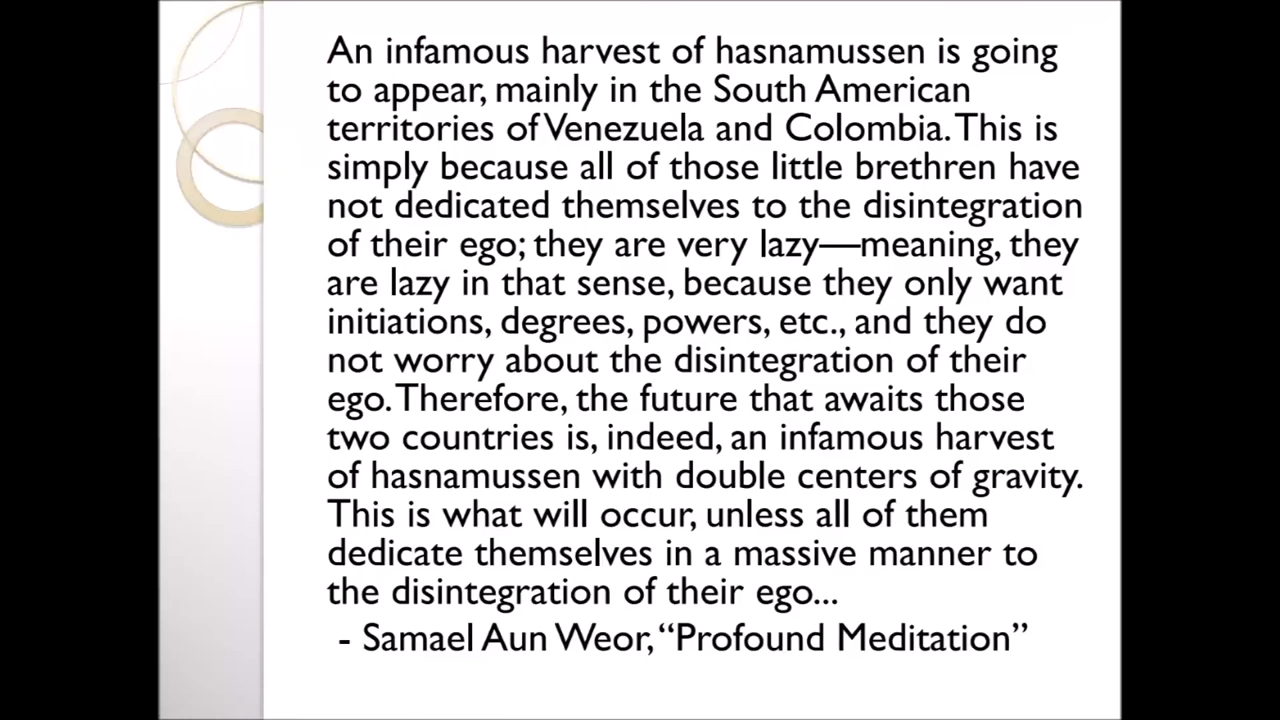 An infamous harvest of hasnamussen is going
to appear, mainly in the South American
territories of Venezuela and Colombia. This is
simply because all of those little brethren have
not dedicated themselves to the disintegration
of their ego; they are very lazy—meaning, they
are lazy in that sense, because they only want
initiations, degrees, powers, etc., and they do
not worry about the disintegration of their
ego. Therefore, the future that awaits those
two countries is, indeed, an infamous harvest
of hasnamussen with double centers of gravity.
This is what will occur, unless all of them
dedicate themselves in a massive manner to
the disintegration of their ego...
- Samael Aun Weor, “Profound Meditation”